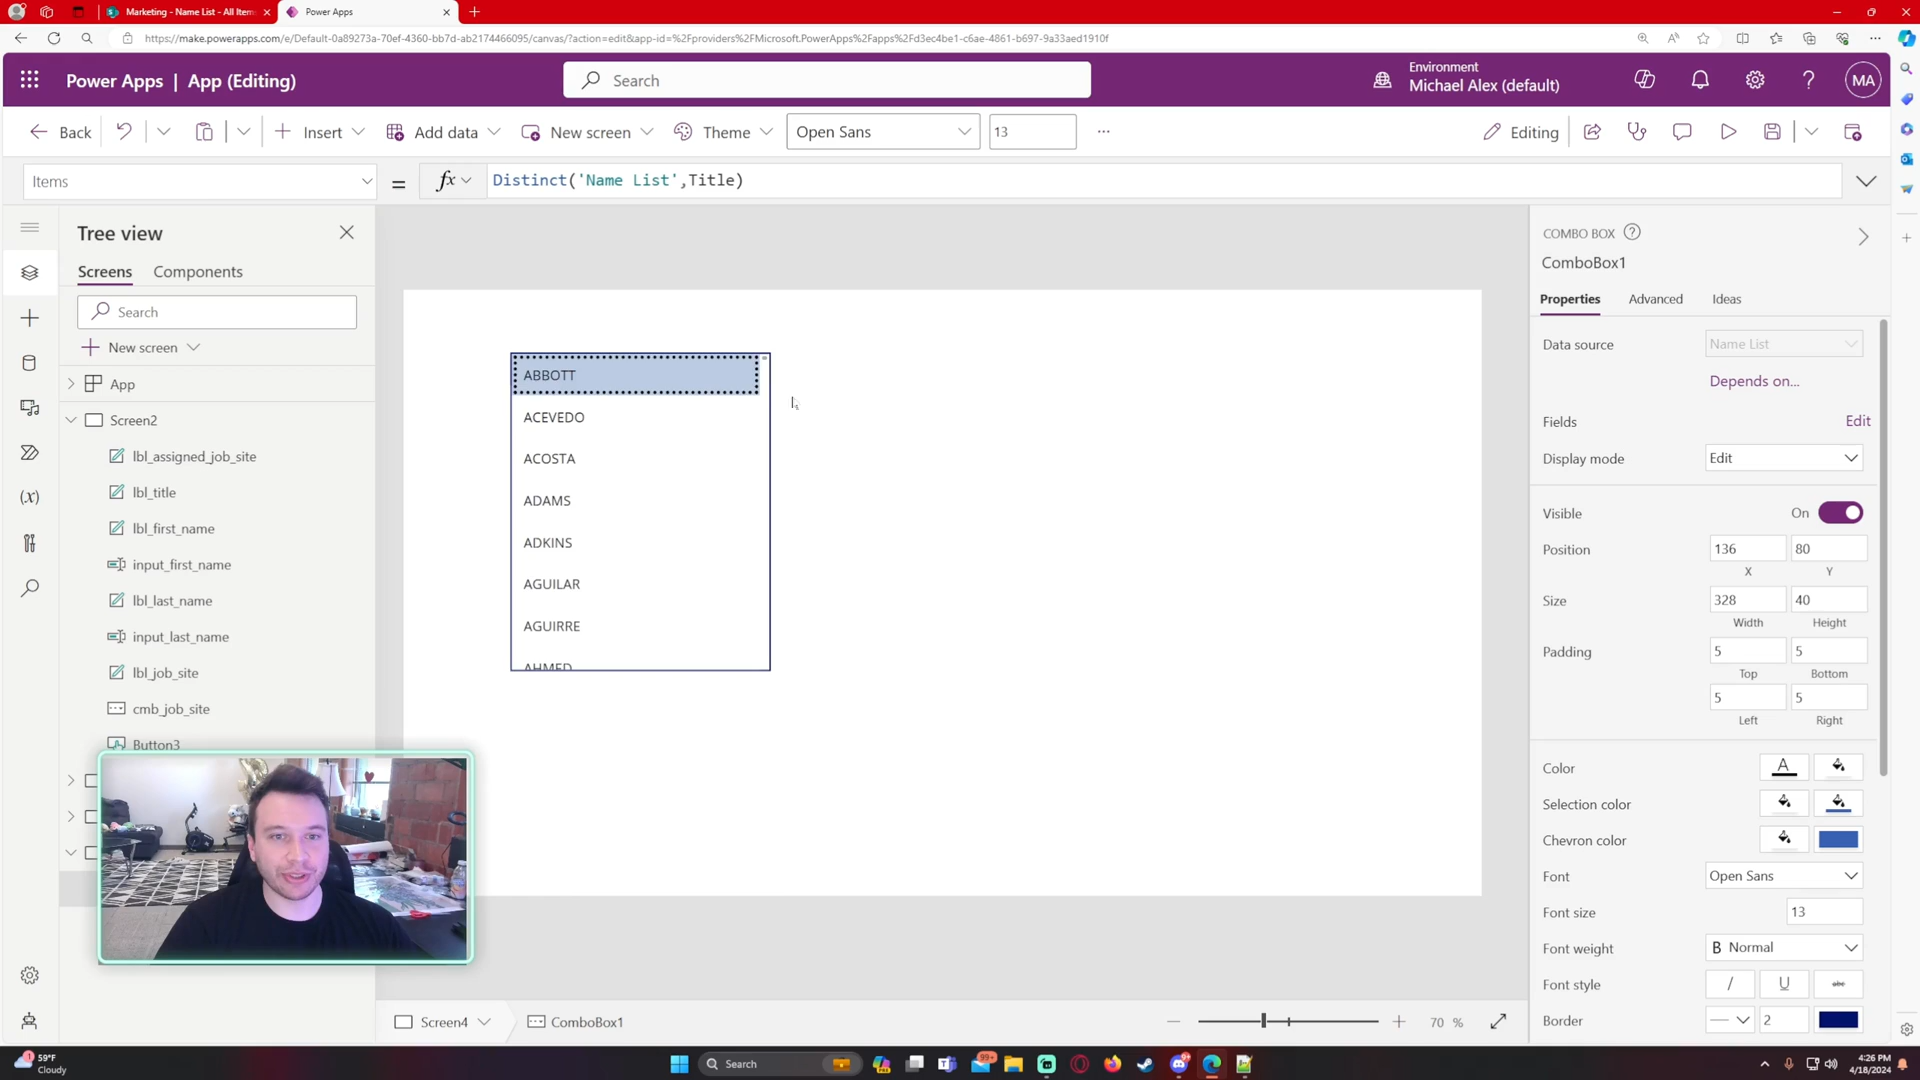 Marketing - Name List - All Item
Power Apps
https://make.powerapps.com/e/Default-0a89273a-70ef-4360-bb7d-ab2174466095/canvas/?action=edit&app-id=%2Fproviders%2FMicrosoft.PowerApps%2Fapps%2Fd3ec4be1-c6ae-4861-b697-9a33aed1910f
Power Apps | App (Editing)
Search
Environment
Michael Alex (default)
MA
Back
Insert
Add data
New screen
Theme
Open Sans
13
Editing
Items
=
fx
Distinct('Name List',Title)
Tree view
Screens
Components
Search
New screen
App
Screen2
lbl_assigned_job_site
lbl_title
lbl_first_name
input_first_name
lbl_last_name
input_last_name
lbl_job_site
cmb_job_site
Button3
ABBOTT
ACEVEDO
ACOSTA
ADAMS
ADKINS
AGUILAR
AGUIRRE
AHMED
COMBO BOX
ComboBox1
Properties
Advanced
Ideas
Data source
Name List
Depends on...
Fields
Edit
Display mode
Edit
Visible
On
Position
136
80
X
Y
Size
328
40
Width
Height
Padding
5
5
Top
Bottom
5
5
Left
Right
Color
Selection color
Chevron color
Font
Open Sans
Font size
13
Font weight
B Normal
Font style
/
U
abc
Border
2
Screen4
ComboBox1
70 %
59°F
Cloudy
Search
99+
4:26 PM
4/18/2024